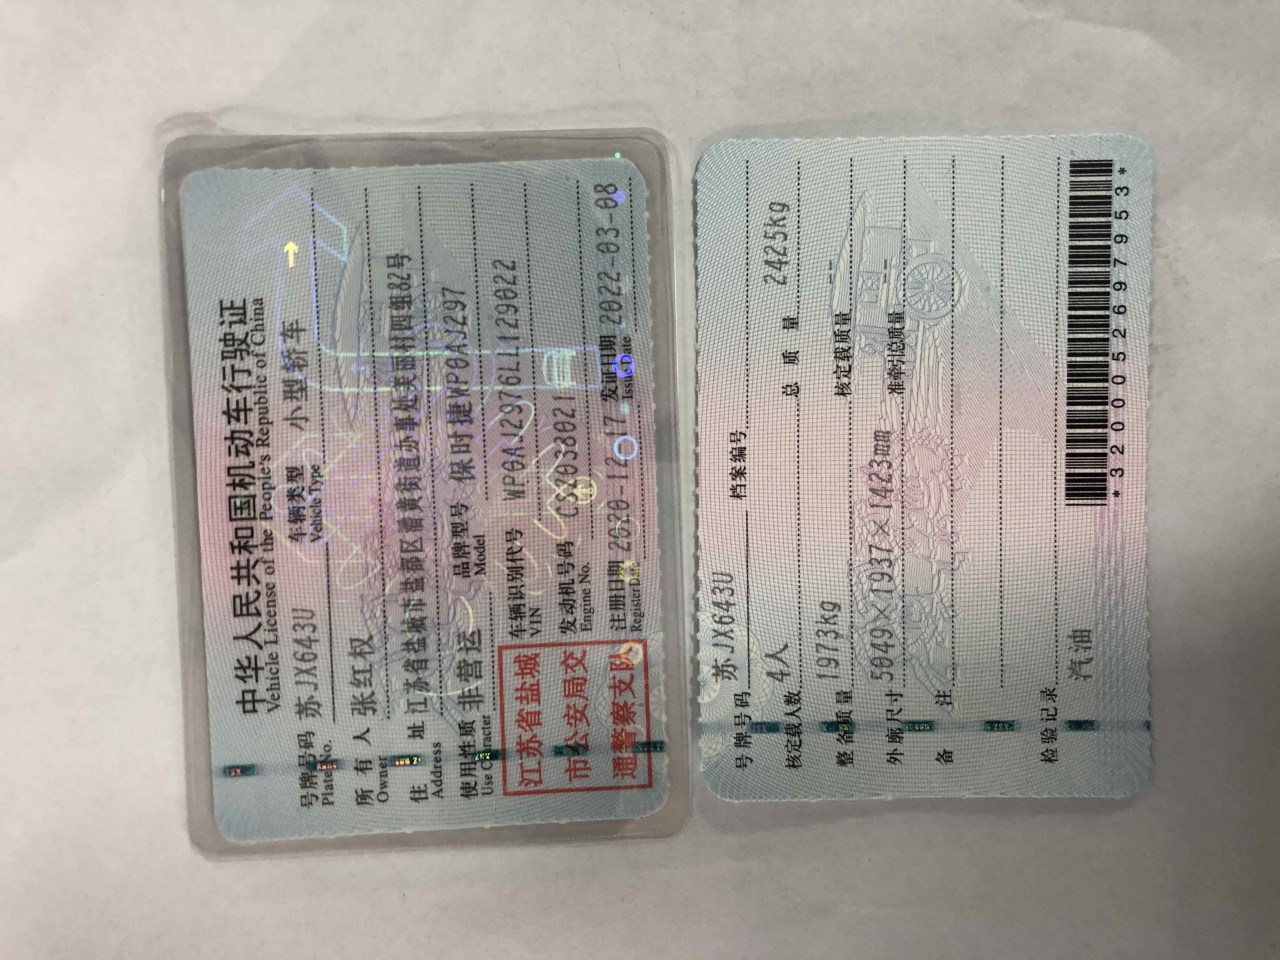 中华人民共和国机动车行驶证
Vehicle License of the People's Republic of China
号牌号码 Plate No. 苏JX643U 车辆类型 Vehicle Type 小型轿车
所有人 Owner 张红权
住址 Address 江苏省盐城市盐都区潘黄街道办事处美丽村四组82号
使用性质 Use Character 非营运 品牌型号 Model 保时捷WP0AJ297
江苏省盐城
市公安局交
通警察支队
车辆识别代号 VIN WP0AJ2976LL129022
发动机号码 Engine No.
注册日期 Register Date 2020-12-17 发证日期 Issue Date 2022-03-08
号牌号码 苏JX643U 档案编号
核定载人数 4人 总质量 2425kg
整备质量 1973kg 核定载质量 --
外廓尺寸 5049×1937×1423mm 准牵引总质量 --
备注
检验记录
汽油
*3200052697953*